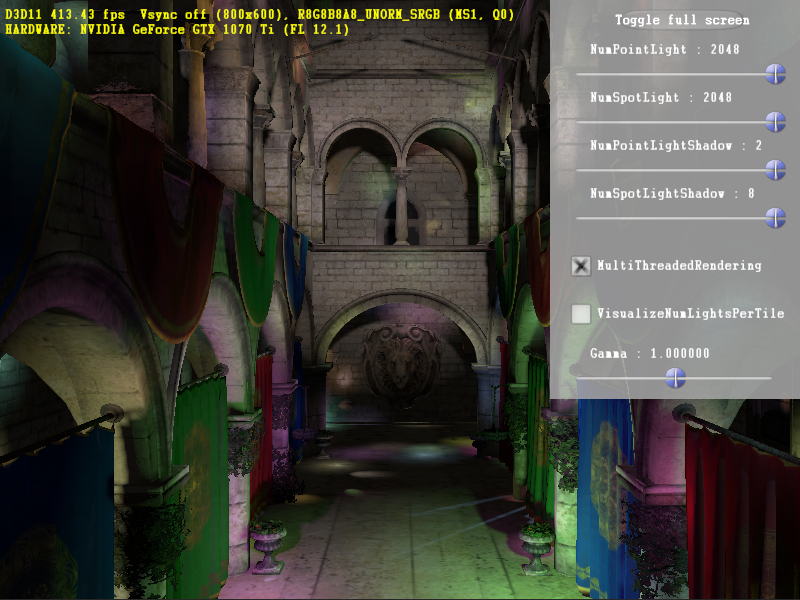 D3D11 413.43 fps Vsync off (800x600), R8G8B8A8_UNORM_SRGB (MS1, Q0)
HARDWARE: NVIDIA GeForce GTX 1070 Ti (FL 12.1)
Toggle full screen
NumPointLight : 2048
NumSpotLight : 2048
NumPointLightShadow : 2
NumSpotLightShadow : 8
MultiThreadedRendering
VisualizeNumLightsPerTile
Gamma : 1.000000